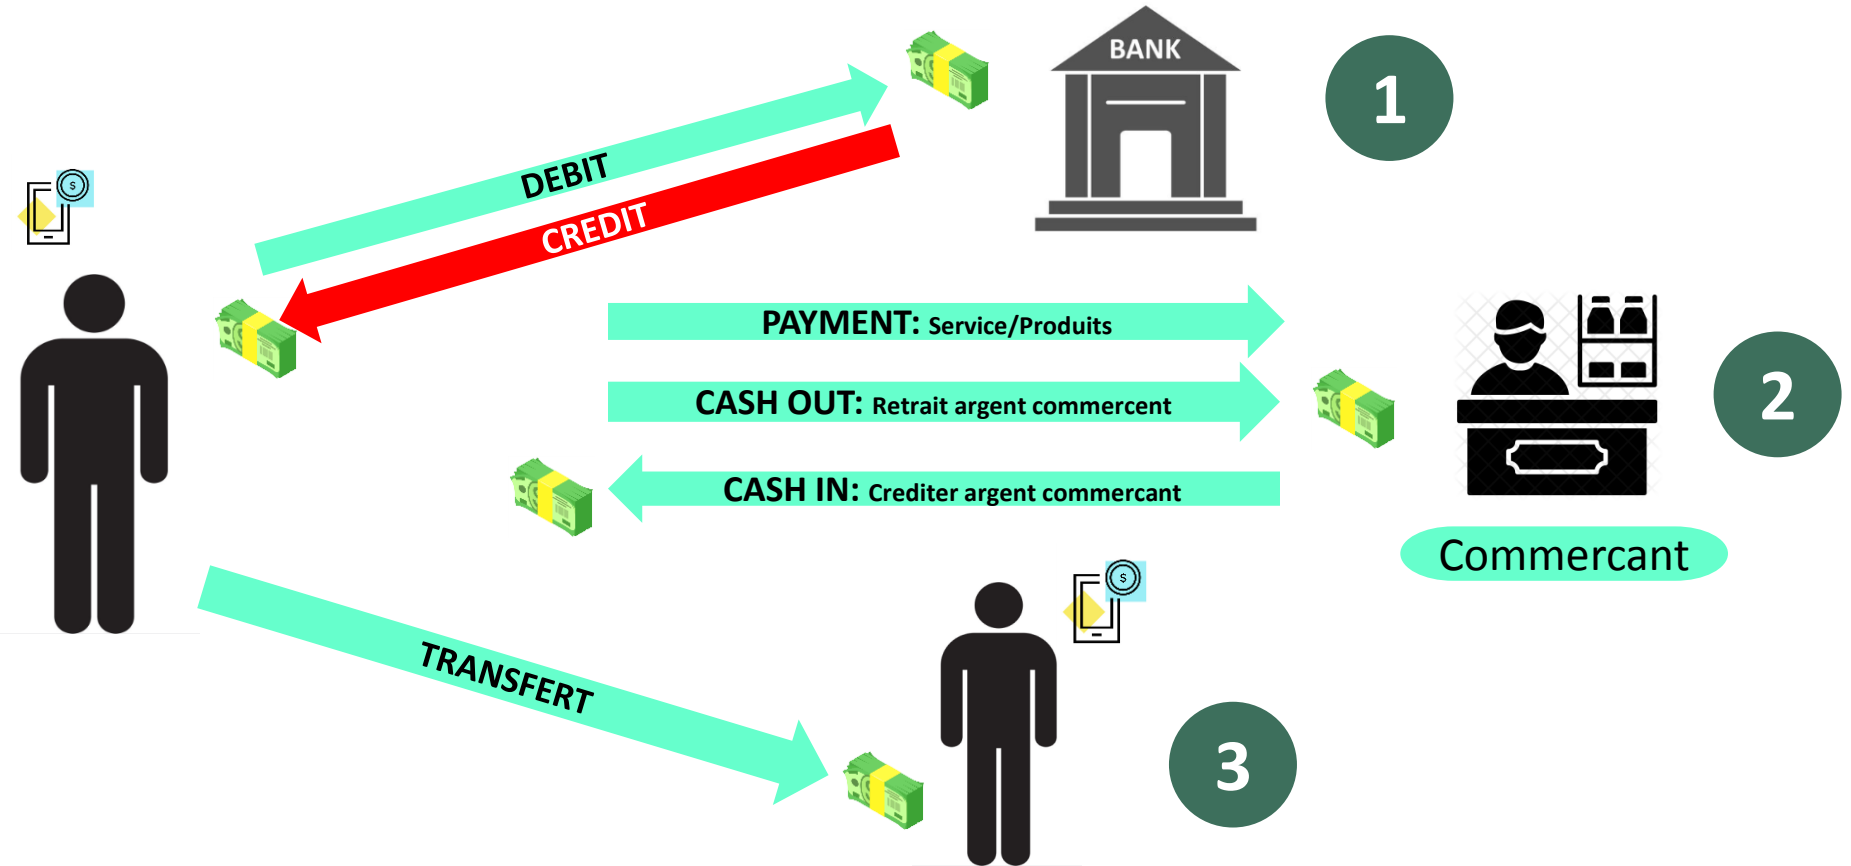 BANK
1
DEBIT
CREDIT
PAYMENT: Service/Produits
CASH OUT: Retrait argent commercent
2
CASH IN: Crediter argent commercant
Commercant
TRANSFERT
3
$
$